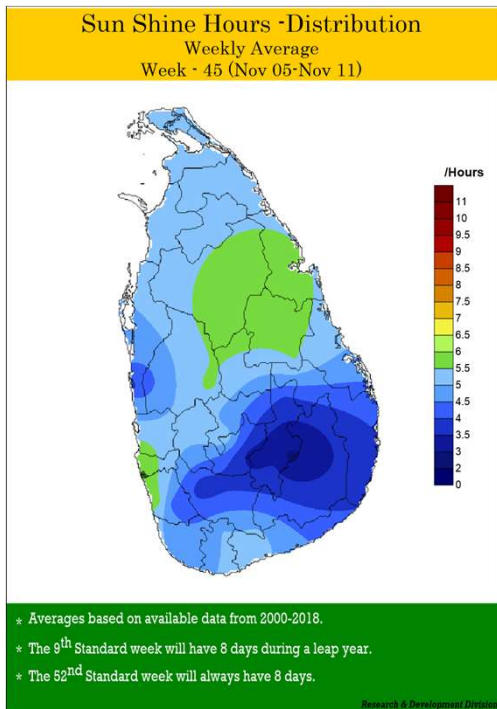 Sun Shine Hours -Distribution
Weekly Average
Week - 45 (Nov 05-Nov 11)
/Hours
11
10
9.5
9
8.5
8
7.5
7
6.5
6
5.5
5
4.5
4
3.5
3
2
0
* Averages based on available data from 2000-2018.
* The 9th Standard week will have 8 days during a leap year.
* The 52nd Standard week will always have 8 days.
Research & Development Division